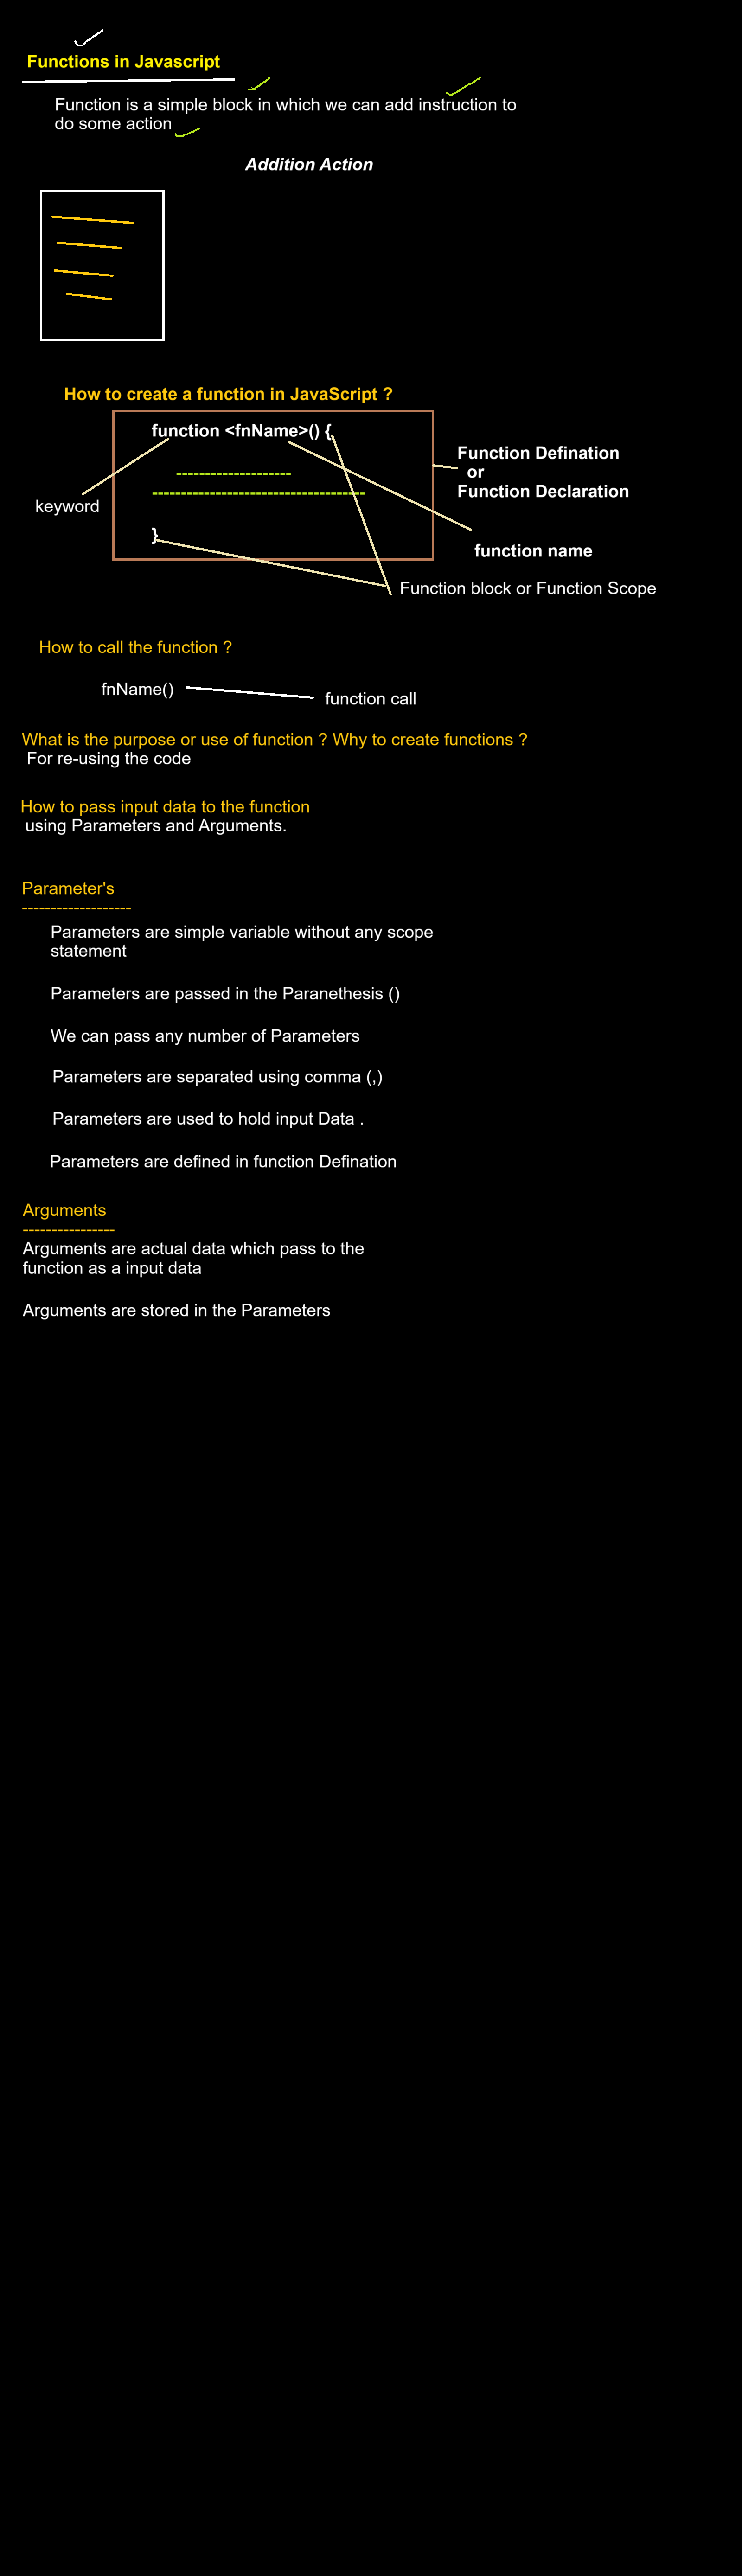 Functions in Javascript
Function is a simple block in which we can add instruction to
do some action
Addition Action
How to create a function in JavaScript ?
function <fnName>() {
--------------------
-------------------------------------
}
Function Defination
or
Function Declaration
keyword
function name
Function block or Function Scope
How to call the function ?
fnName()
function call
What is the purpose or use of function ? Why to create functions ?
For re-using the code
How to pass input data to the function
using Parameters and Arguments.
Parameter's
-------------------
Parameters are simple variable without any scope
statement
Parameters are passed in the Paranethesis ()
We can pass any number of Parameters
Parameters are separated using comma (,)
Parameters are used to hold input Data .
Parameters are defined in function Defination
Arguments
----------------
Arguments are actual data which pass to the
function as a input data
Arguments are stored in the Parameters